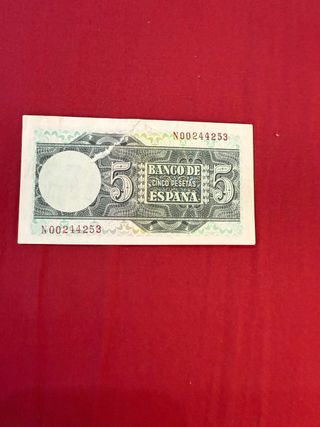 N00244253
5 BANCO DE 5
CINCO PESETAS
ESPAÑA
N00244253